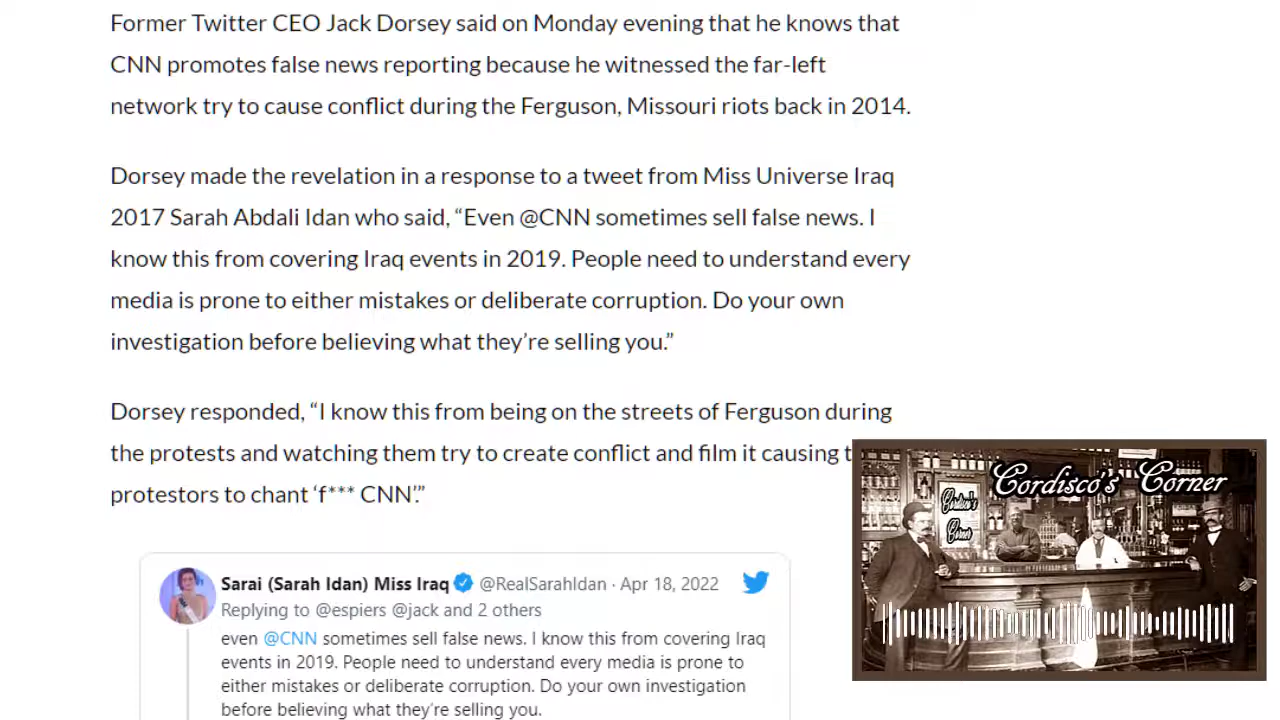 Former Twitter CEO Jack Dorsey said on Monday evening that he knows that
CNN promotes false news reporting because he witnessed the far-left
network try to cause conflict during the Ferguson, Missouri riots back in 2014.
Dorsey made the revelation in a response to a tweet from Miss Universe Iraq
2017 Sarah Abdali Idan who said, “Even @CNN sometimes sell false news. I
know this from covering Iraq events in 2019. People need to understand every
media is prone to either mistakes or deliberate corruption. Do your own
investigation before believing what they’re selling you.”
Dorsey responded, “I know this from being on the streets of Ferguson during
the protests and watching them try to create conflict and film it causing
protestors to chant ‘f*** CNN’.”
Cordisco's Corner
Cordisco's
Corner
Sarai (Sarah Idan) Miss Iraq @RealSarahIdan · Apr 18, 2022
Replying to @espiers @jack and 2 others
even @CNN sometimes sell false news. I know this from covering Iraq
events in 2019. People need to understand every media is prone to
either mistakes or deliberate corruption. Do your own investigation
before believing what they're selling you.